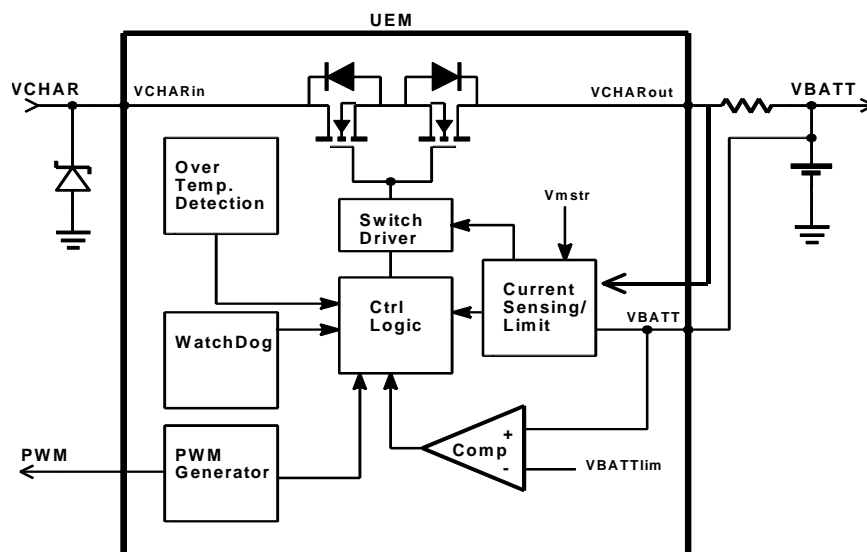 UEM
VCHAR
VCHARin
VCHARout
VBATT
Over
Temp.
Detection
Vmstr
Switch
Driver
Current
Sensing/
Limit
Ctrl
Logic
VBATT
WatchDog
PWM
PWM
Generator
+
Comp
-
VBATTlim